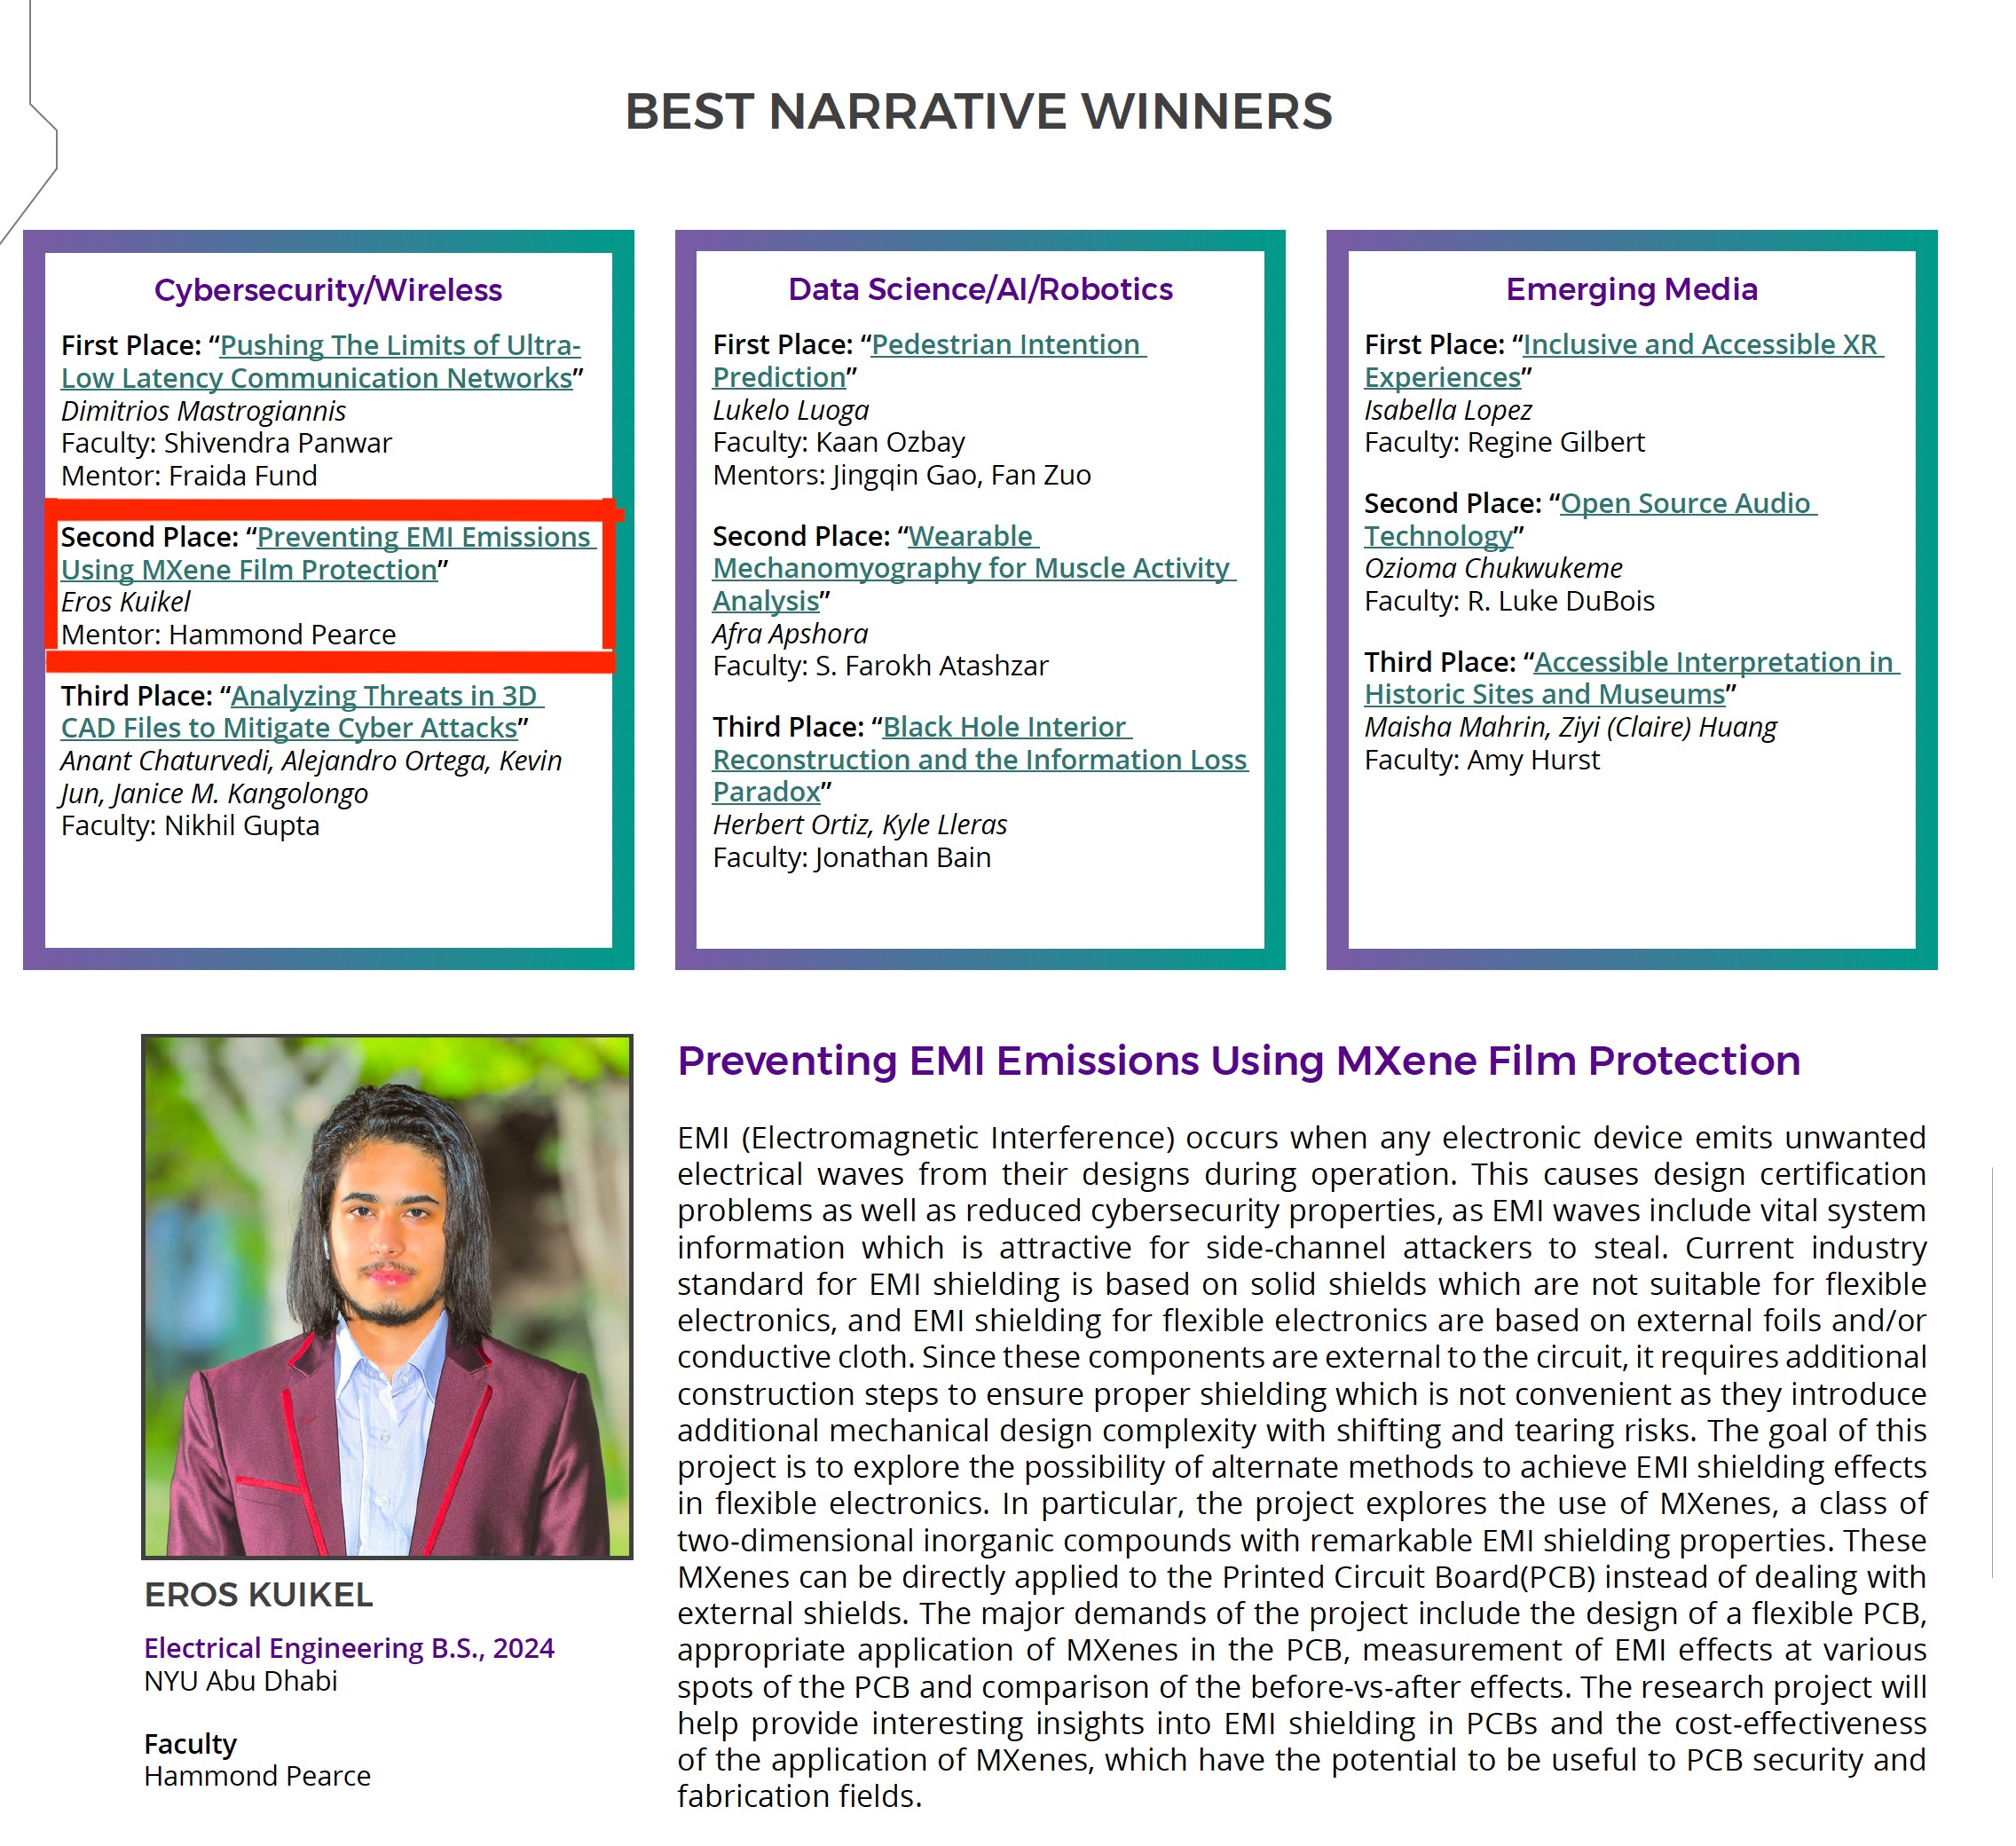 BEST NARRATIVE WINNERS
Cybersecurity/Wireless
First Place: “Pushing The Limits of Ultra-
Low Latency Communication Networks”
Dimitrios Mastrogiannis
Faculty: Shivendra Panwar
Mentor: Fraida Fund
Second Place: “Preventing EMI Emissions
Using MXene Film Protection”
Eros Kuikel
Mentor: Hammond Pearce
Third Place: “Analyzing Threats in 3D
CAD Files to Mitigate Cyber Attacks”
Anant Chaturvedi, Alejandro Ortega, Kevin
Jun, Janice M. Kangolongo
Faculty: Nikhil Gupta
Data Science/AI/Robotics
First Place: “Pedestrian Intention
Prediction”
Lukelo Luoga
Faculty: Kaan Ozbay
Mentors: Jingqin Gao, Fan Zuo
Second Place: “Wearable
Mechanomyography for Muscle Activity
Analysis”
Afra Apshora
Faculty: S. Farokh Atashzar
Third Place: “Black Hole Interior
Reconstruction and the Information Loss
Paradox”
Herbert Ortiz, Kyle Lleras
Faculty: Jonathan Bain
Emerging Media
First Place: “Inclusive and Accessible XR
Experiences”
Isabella Lopez
Faculty: Regine Gilbert
Second Place: “Open Source Audio
Technology”
Ozioma Chukwukeme
Faculty: R. Luke DuBois
Third Place: “Accessible Interpretation in
Historic Sites and Museums”
Maisha Mahrin, Ziyi (Claire) Huang
Faculty: Amy Hurst
EROS KUIKEL
Electrical Engineering B.S., 2024
NYU Abu Dhabi
Faculty
Hammond Pearce
Preventing EMI Emissions Using MXene Film Protection
EMI (Electromagnetic Interference) occurs when any electronic device emits unwanted
electrical waves from their designs during operation. This causes design certification
problems as well as reduced cybersecurity properties, as EMI waves include vital system
information which is attractive for side-channel attackers to steal. Current industry
standard for EMI shielding is based on solid shields which are not suitable for flexible
electronics, and EMI shielding for flexible electronics are based on external foils and/or
conductive cloth. Since these components are external to the circuit, it requires additional
construction steps to ensure proper shielding which is not convenient as they introduce
additional mechanical design complexity with shifting and tearing risks. The goal of this
project is to explore the possibility of alternate methods to achieve EMI shielding effects
in flexible electronics. In particular, the project explores the use of MXenes, a class of
two-dimensional inorganic compounds with remarkable EMI shielding properties. These
MXenes can be directly applied to the Printed Circuit Board(PCB) instead of dealing with
external shields. The major demands of the project include the design of a flexible PCB,
appropriate application of MXenes in the PCB, measurement of EMI effects at various
spots of the PCB and comparison of the before-vs-after effects. The research project will
help provide interesting insights into EMI shielding in PCBs and the cost-effectiveness
of the application of MXenes, which have the potential to be useful to PCB security and
fabrication fields.